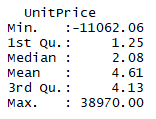 UnitPrice
Min.   :-11062.06
1st Qu.:     1.25
Median :     2.08
Mean   :     4.61
3rd Qu.:     4.13
Max.   : 38970.00